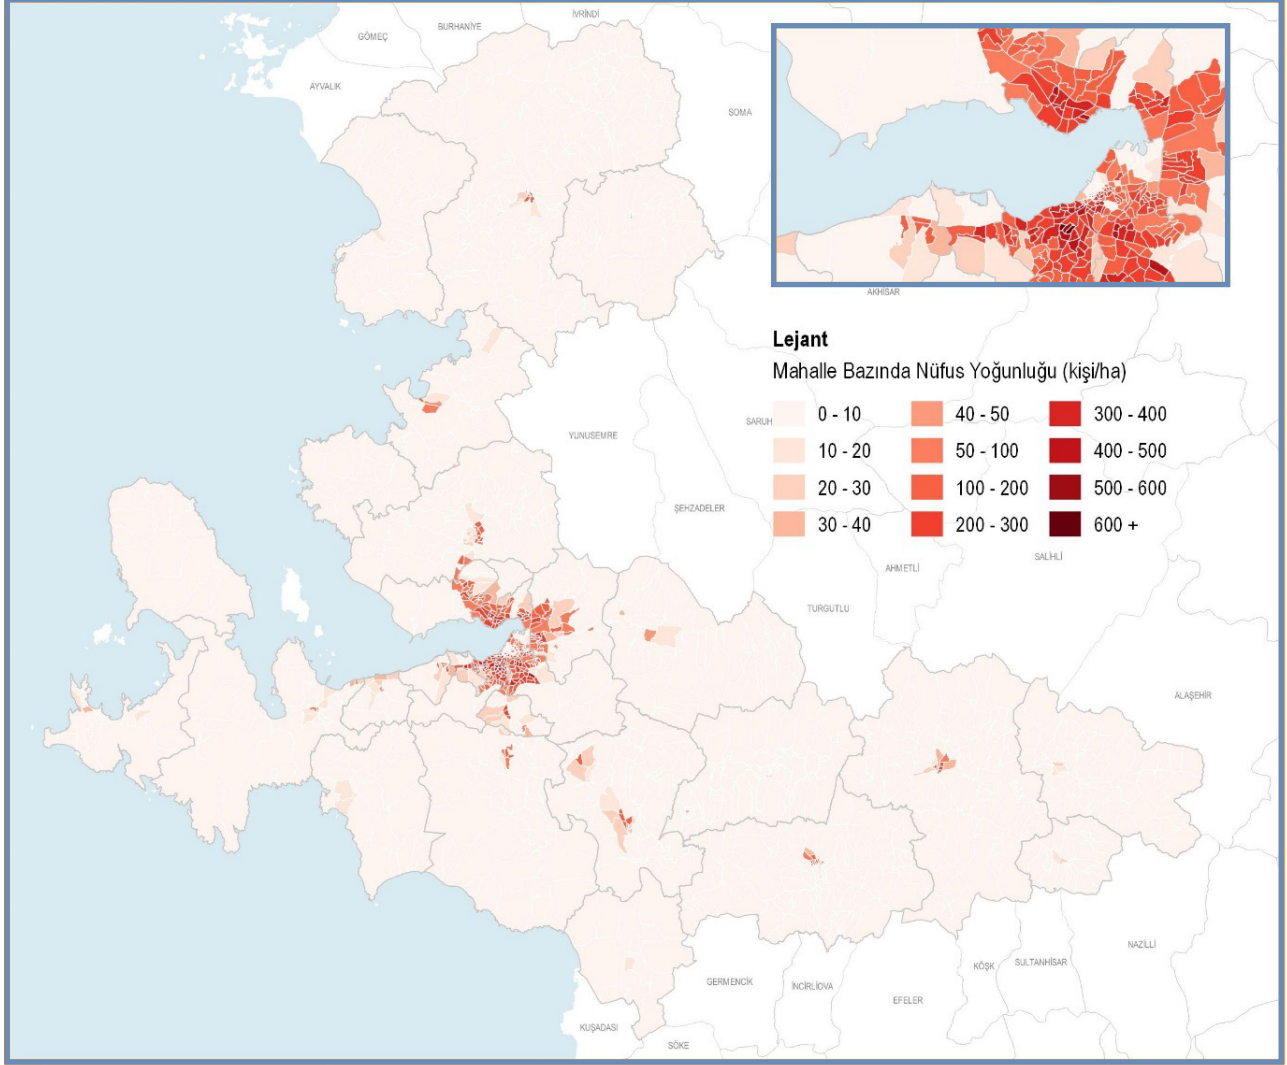 İVRİNDİ
BURHANİYE
GÖMEÇ
AYVALIK
SOMA
AKHİSAR
Lejant
Mahalle Bazında Nüfus Yoğunluğu (kişi/ha)
0 - 10
40 - 50
300 - 400
10 - 20
50 - 100
400 - 500
20 - 30
100 - 200
500 - 600
30 - 40
200 - 300
600 +
SARUH
YUNUSEMRE
ŞEHZADELER
SALİHLİ
AHMETLİ
TURGUTLU
ALAŞEHİR
NAZİLLİ
SULTANHİSAR
KÖŞK
GERMENCİK
İNCİRLİOVA
EFELER
KUŞADASI
SÖKE